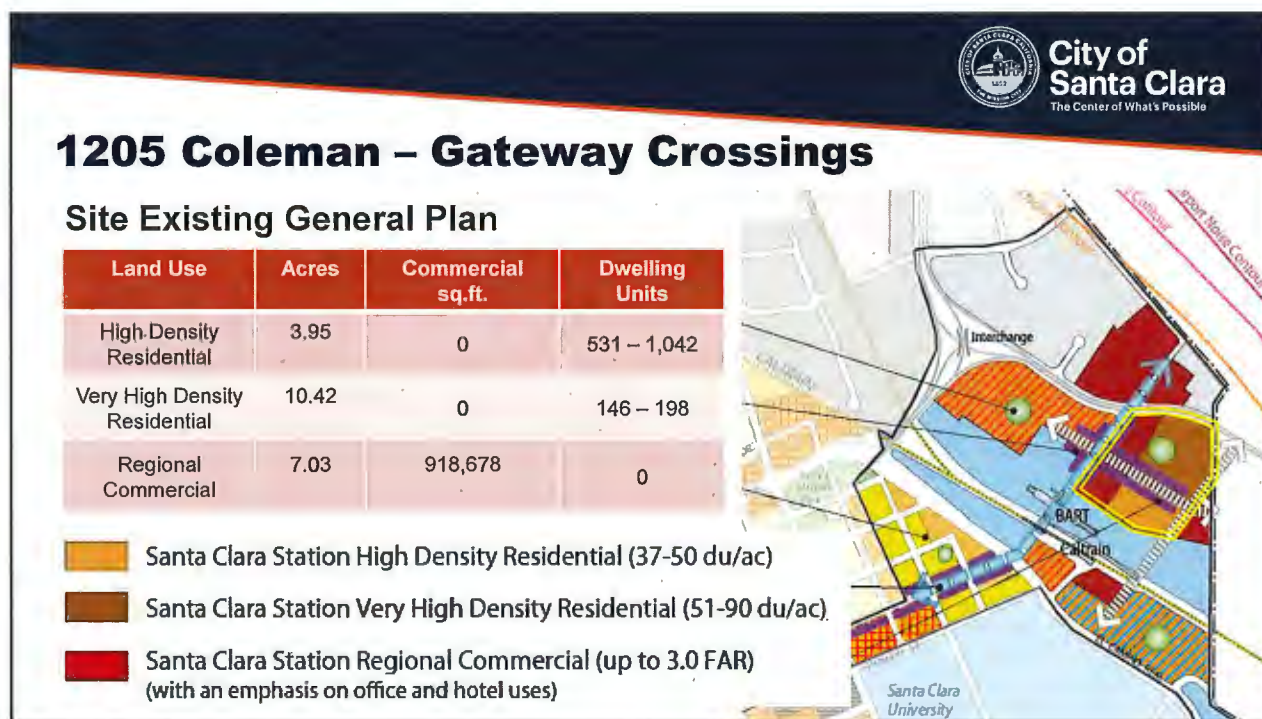 City of
Santa Clara
The Center of What's Possible
1205 Coleman – Gateway Crossings
Site Existing General Plan
Land Use Acres Commercial sq.ft. Dwelling Units
High Density Residential 3.95 0 531 – 1,042
Very High Density Residential 10.42 0 146 – 198
Regional Commercial 7.03 918,678 0
Santa Clara Station High Density Residential (37-50 du/ac)
Santa Clara Station Very High Density Residential (51-90 du/ac)
Santa Clara Station Regional Commercial (up to 3.0 FAR)
(with an emphasis on office and hotel uses)
Contour
Airport Noise Contour
Interchange
BART
Caltrain
Santa Clara
University